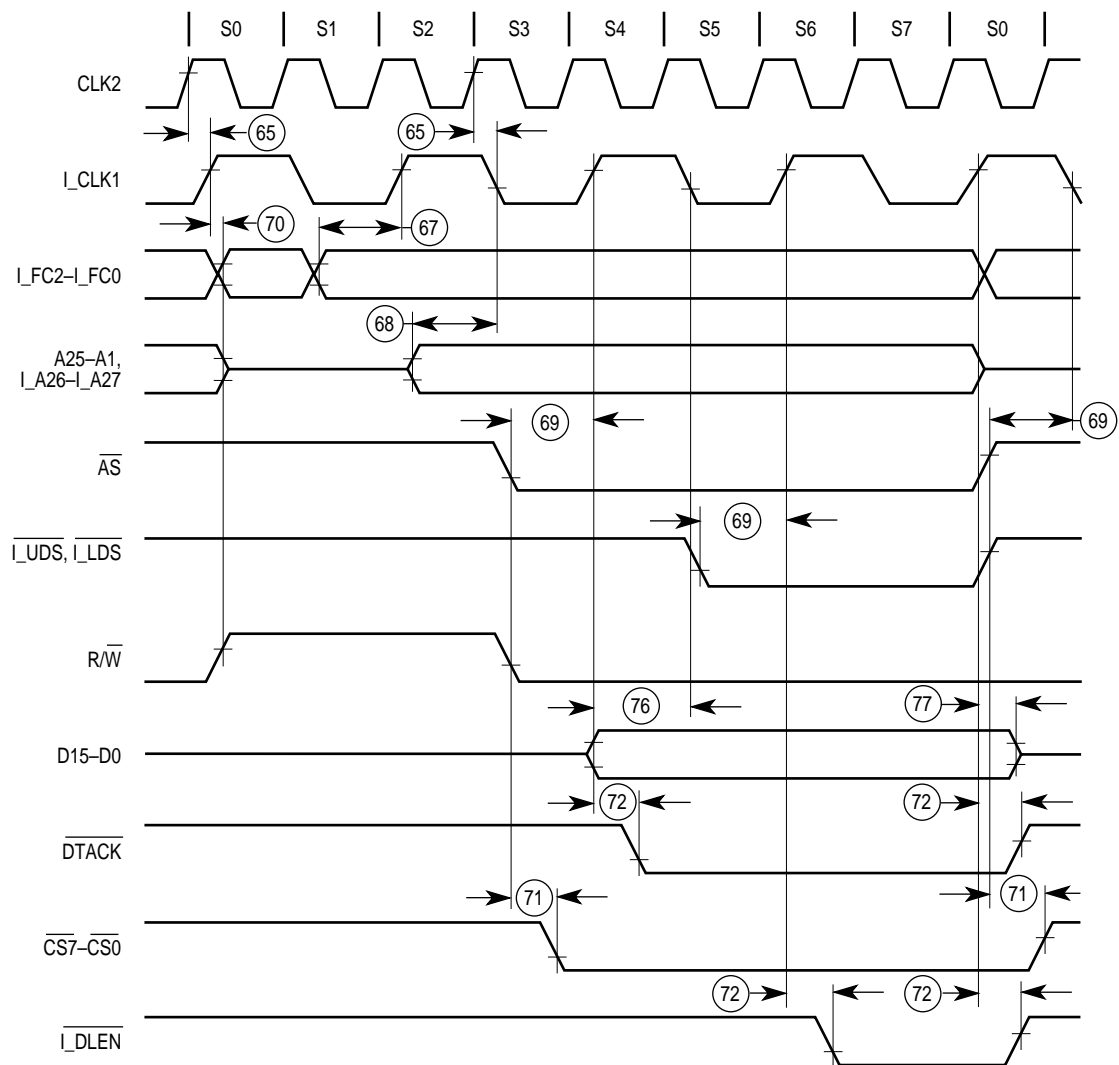 S0 S1 S2 S3 S4 S5 S6 S7 S0
CLK2
65 65
I_CLK1
70 67
I_FC2–I_FC0
68
A25–A1,
I_A26–I_A27
69 69
AS
69
I_UDS, I_LDS
R/W
76 77
D15–D0
72 72
DTACK
71 71
CS7–CS0
72 72
I_DLEN